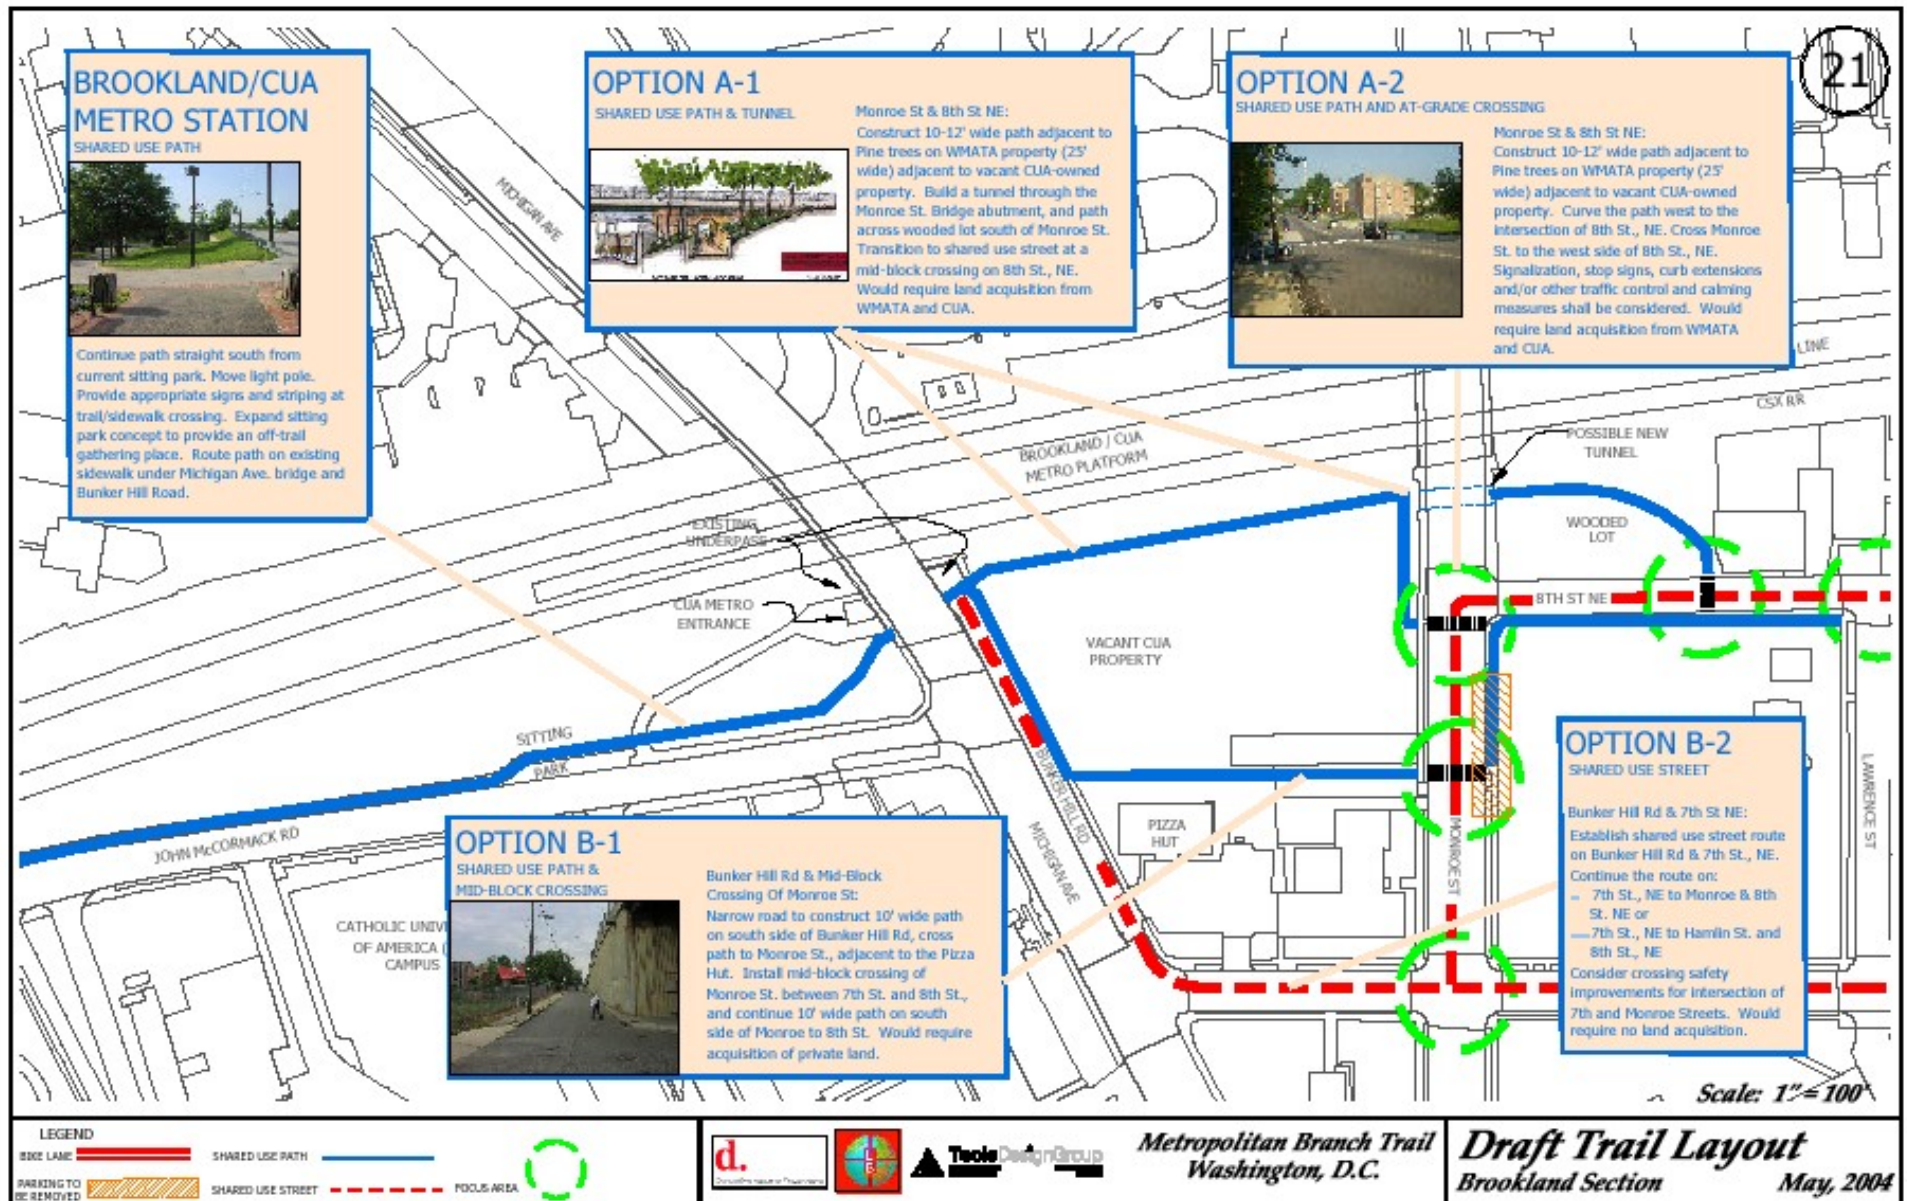 21
BROOKLAND/CUA
METRO STATION
SHARED USE PATH
Continue path straight south from
current sitting park. Move light pole.
Provide appropriate signs and striping at
trail/sidewalk crossing. Expand sitting
park concept to provide an off-trail
gathering place. Route path on existing
sidewalk under Michigan Ave. bridge and
Bunker Hill Road.
OPTION A-1
SHARED USE PATH & TUNNEL
Monroe St & 8th St NE:
Construct 10-12' wide path adjacent to
Pine trees on WMATA property (25'
wide) adjacent to vacant CUA-owned
property. Build a tunnel through the
Monroe St. Bridge abutment, and path
across wooded lot south of Monroe St.
Transition to shared use street at a
mid-block crossing on 8th St., NE.
Would require land acquisition from
WMATA and CUA.
OPTION A-2
SHARED USE PATH AND AT-GRADE CROSSING
Monroe St & 8th St NE:
Construct 10-12' wide path adjacent to
Pine trees on WMATA property (25'
wide) adjacent to vacant CUA-owned
property. Curve the path west to the
intersection of 8th St., NE. Cross Monroe
St. to the west side of 8th St., NE.
Signalization, stop signs, curb extensions
and/or other traffic control and calming
measures shall be considered. Would
require land acquisition from WMATA
and CUA.
MICHIGAN AVE
LINE
CSX RR
BROOKLAND / CUA
METRO PLATFORM
POSSIBLE NEW
TUNNEL
EXISTING
UNDERPASS
WOODED
LOT
CUA METRO
ENTRANCE
8TH ST NE
VACANT CUA
PROPERTY
SITTING
PARK
BUNKER HILL RD
MICHIGAN AVE
PIZZA
HUT
MONROE ST
LAWRENCE ST
JOHN McCORMACK RD
CATHOLIC UNIV
OF AMERICA (
CAMPUS
OPTION B-1
SHARED USE PATH &
MID-BLOCK CROSSING
Bunker Hill Rd & Mid-Block
Crossing Of Monroe St:
Narrow road to construct 10' wide path
on south side of Bunker Hill Rd, cross
path to Monroe St., adjacent to the Pizza
Hut. Install mid-block crossing of
Monroe St. between 7th St. and 8th St.,
and continue 10' wide path on south
side of Monroe to 8th St. Would require
acquisition of private land.
OPTION B-2
SHARED USE STREET
Bunker Hill Rd & 7th St NE:
Establish shared use street route
on Bunker Hill Rd & 7th St., NE.
Continue the route on:
-- 7th St., NE to Monroe & 8th
St. NE or
—7th St., NE to Hamlin St. and
8th St., NE
Consider crossing safety
improvements for intersection of
7th and Monroe Streets. Would
require no land acquisition.
Scale: 1"=100'
LEGEND
BIKE LANE
SHARED USE PATH
PARKING TO
BE REMOVED
SHARED USE STREET
FOCUS AREA
d.
Toole Design Group
Metropolitan Branch Trail
Washington, D.C.
Draft Trail Layout
Brookland Section
May, 2004